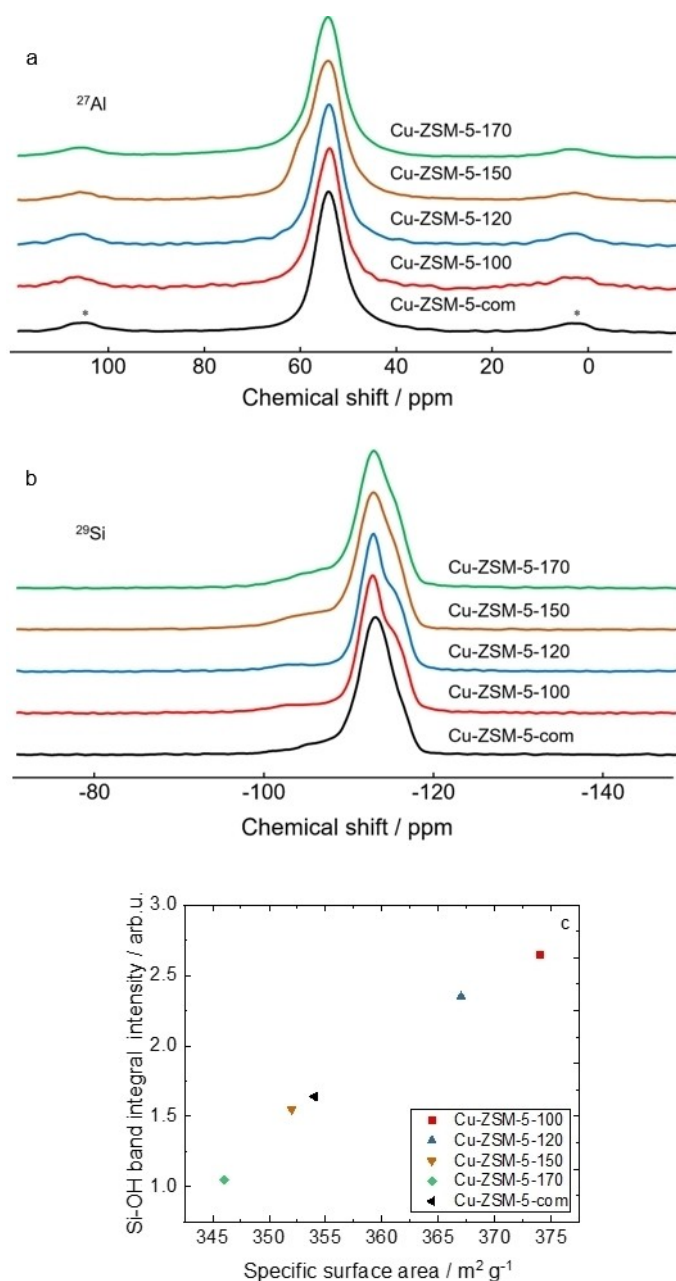 a
²⁷Al
Cu-ZSM-5-170
Cu-ZSM-5-150
Cu-ZSM-5-120
Cu-ZSM-5-100
Cu-ZSM-5-com
* *
100 80 60 40 20 0
Chemical shift / ppm
b
²⁹Si
Cu-ZSM-5-170
Cu-ZSM-5-150
Cu-ZSM-5-120
Cu-ZSM-5-100
Cu-ZSM-5-com
-80 -100 -120 -140
Chemical shift / ppm
c
Si-OH band integral intensity / arb.u.
3.0
2.5
2.0
1.5
1.0
Cu-ZSM-5-100
Cu-ZSM-5-120
Cu-ZSM-5-150
Cu-ZSM-5-170
Cu-ZSM-5-com
345 350 355 360 365 370 375
Specific surface area / m² g⁻¹